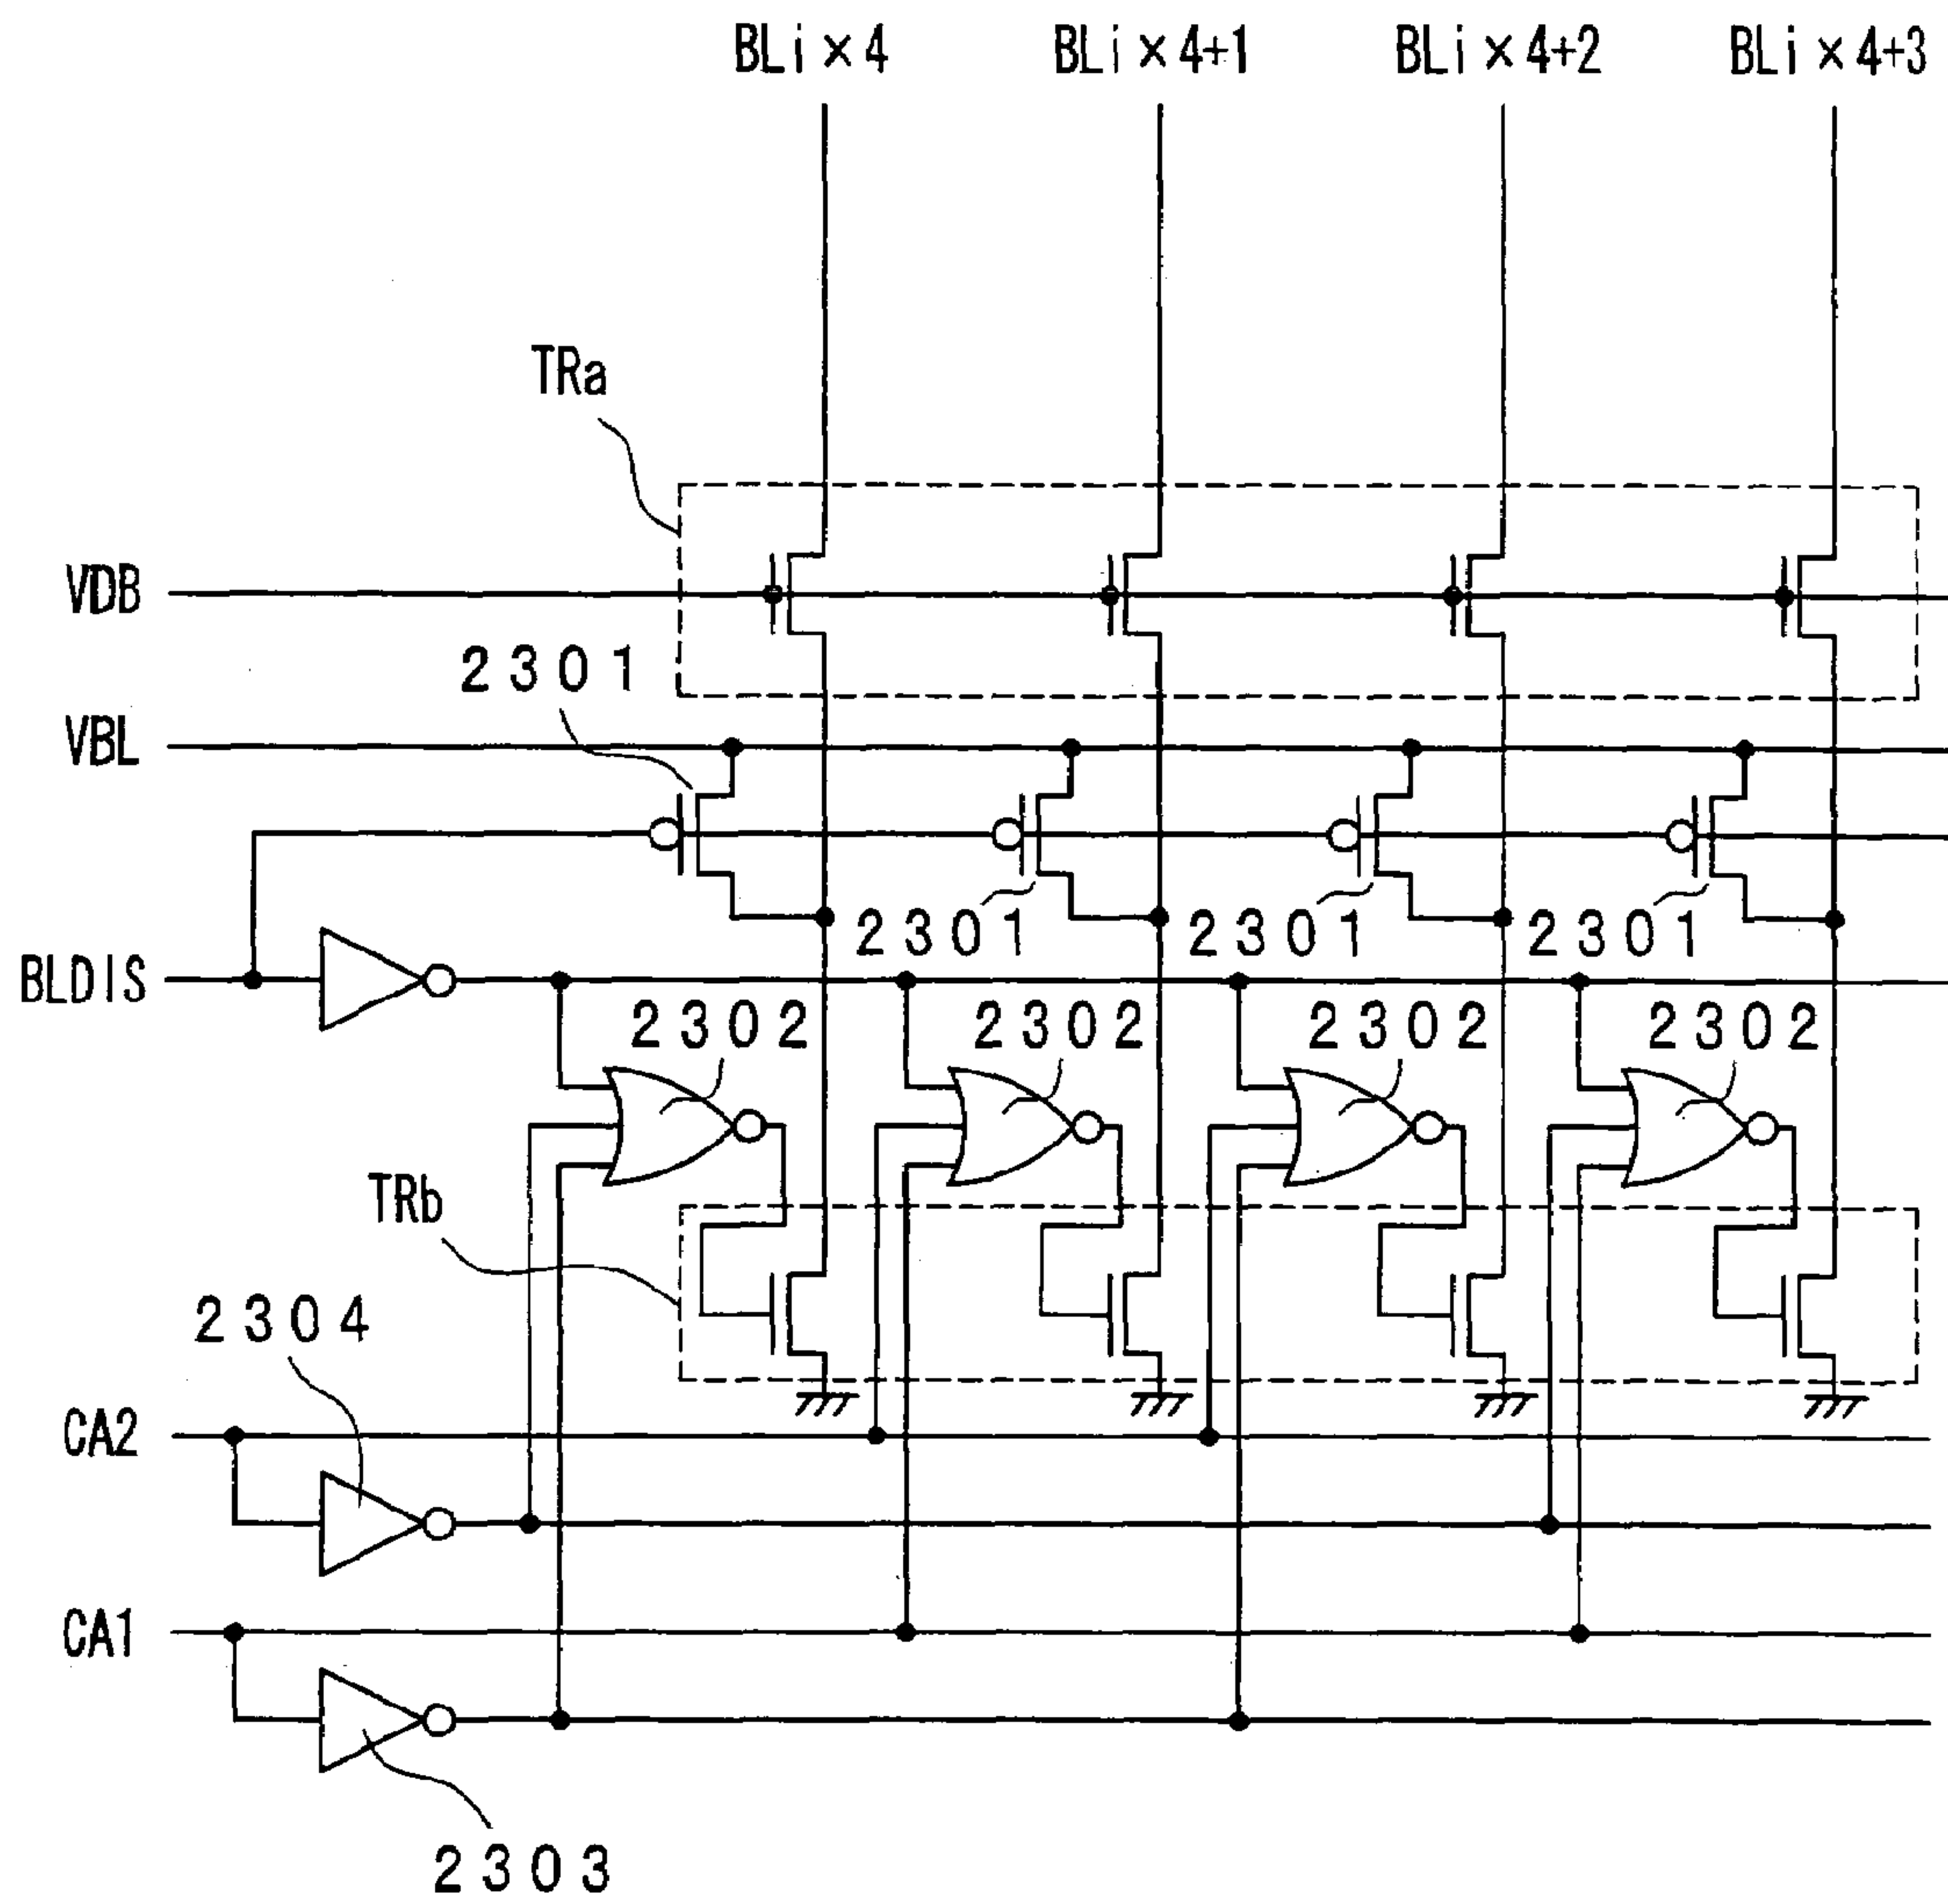 BLi×4 BLi×4+1 BLi×4+2 BLi×4+3
TRa
VDB
2301
VBL
2301 2301 2301
BLDIS
2302 2302 2302 2302
TRb
2304
CA2
CA1
2303